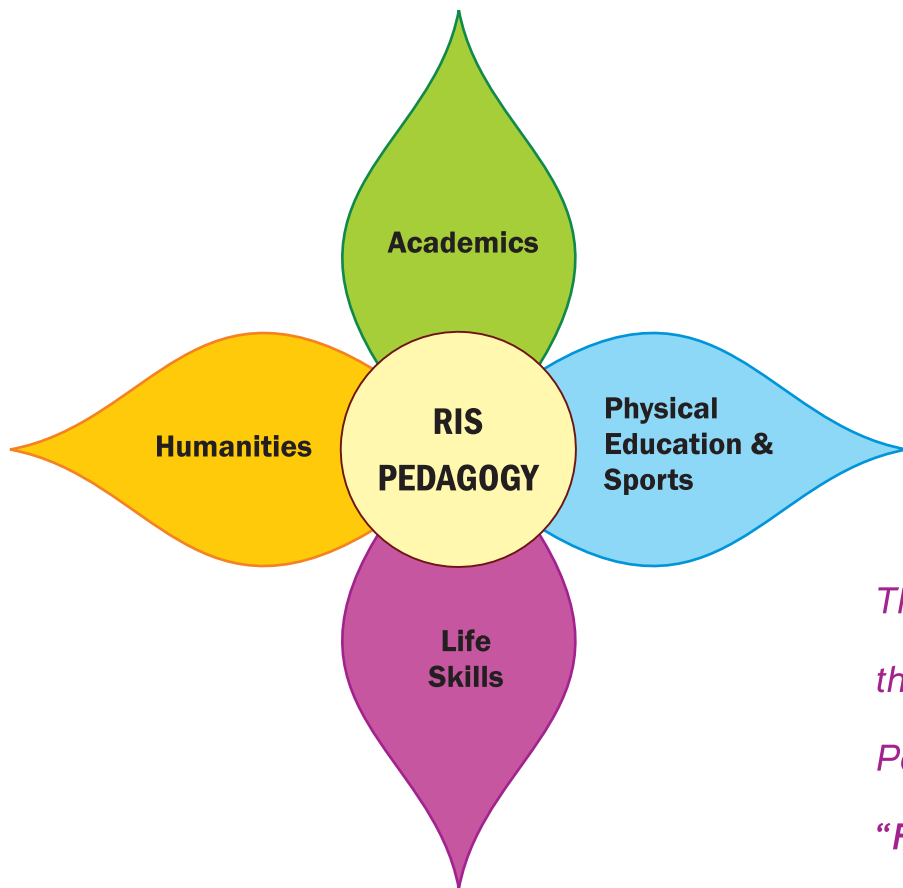 Academics
Humanities
RIS
PEDAGOGY
Physical
Education &
Sports
Life
Skills